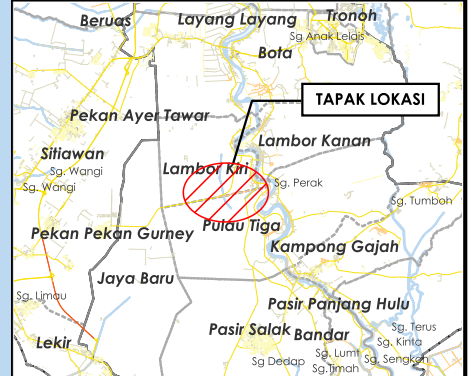 Tronoh
Beruas
Layang Layang
Sg Anak Lelais
Bota
TAPAK LOKASI
Pekan Ayer Tawar
Lambor Kanan
Sitiawan
Sg. Wangi
Lambor Kiri
Sg. Wangi
Sg. Perak
Sg. Tumboh
Pulau Tiga
Pekan Pekan Gurney
Kampong Gajah
Jaya Baru
Sg. Limau
Pasir Panjang Hulu
Pasir Salak
Bandar
Sg. Terus
Lekir
Sg. Kinta
Sg. Lumt
Sg. Sengkoh
Sg Dedap
Sg.Timah